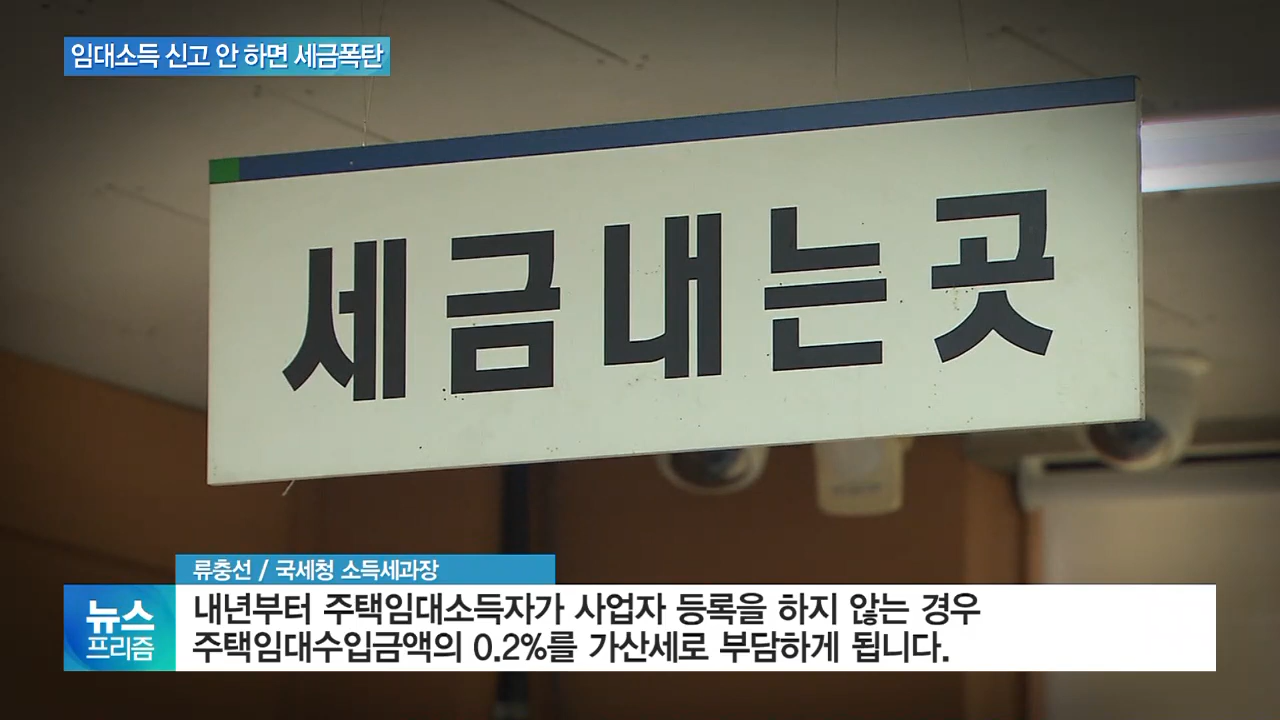 임대소득 신고 안 하면 세금폭탄
세금내는곳
류충선 / 국세청 소득세과장
뉴스
프리즘
내년부터 주택임대소득자가 사업자 등록을 하지 않는 경우
주택임대수입금액의 0.2%를 가산세로 부담하게 됩니다.